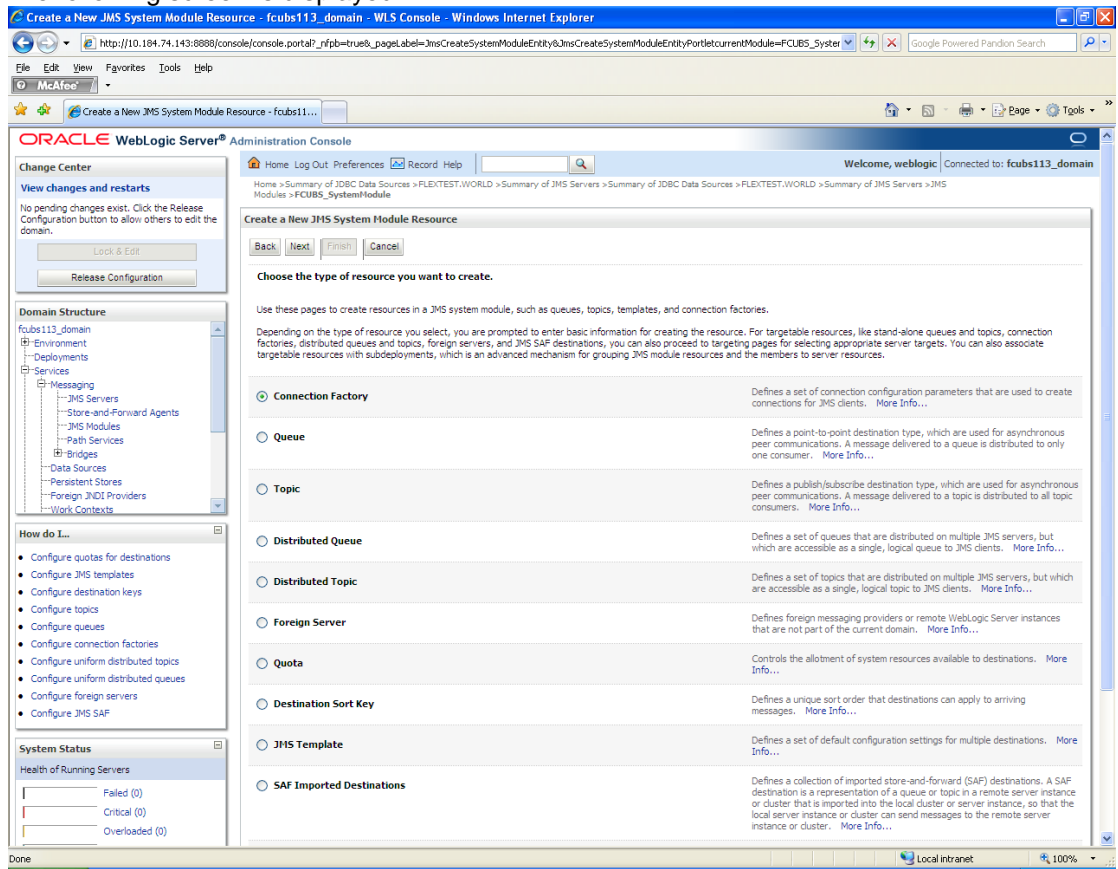 Create a New JMS System Module Resource - fcubs113_domain - WLS Console - Windows Internet Explorer
http://10.184.74.143:8888/console/console.portal?_nfpb=true&_pageLabel=JmsCreateSystemModuleEntity&JmsCreateSystemModuleEntityPortletcurrentModule=FCUBS_Syster
Google Powered Pandion Search
File Edit View Favorites Tools Help
McAfee
Create a New JMS System Module Resource - fcubs11...
Page Tools
ORACLE WebLogic Server® Administration Console
Change Center
View changes and restarts
No pending changes exist. Click the Release
Configuration button to allow others to edit the
domain.
Lock & Edit
Release Configuration
Domain Structure
fcubs113_domain
Environment
Deployments
Services
Messaging
JMS Servers
Store-and-Forward Agents
JMS Modules
Path Services
Bridges
Data Sources
Persistent Stores
Foreign JNDI Providers
Work Contexts
How do I...
Configure quotas for destinations
Configure JMS templates
Configure destination keys
Configure topics
Configure queues
Configure connection factories
Configure uniform distributed topics
Configure uniform distributed queues
Configure foreign servers
Configure JMS SAF
System Status
Health of Running Servers
Failed (0)
Critical (0)
Overloaded (0)
Home Log Out Preferences Record Help
Welcome, weblogic Connected to: fcubs113_domain
Home >Summary of JDBC Data Sources >FLEXTEST.WORLD >Summary of JMS Servers >Summary of JDBC Data Sources >FLEXTEST.WORLD >Summary of JMS Servers >JMS
Modules >FCUBS_SystemModule
Create a New JMS System Module Resource
Back Next Finish Cancel
Choose the type of resource you want to create.
Use these pages to create resources in a JMS system module, such as queues, topics, templates, and connection factories.
Depending on the type of resource you select, you are prompted to enter basic information for creating the resource. For targetable resources, like stand-alone queues and topics, connection
factories, distributed queues and topics, foreign servers, and JMS SAF destinations, you can also proceed to targeting pages for selecting appropriate server targets. You can also associate
targetable resources with subdeployments, which is an advanced mechanism for grouping JMS module resources and the members to server resources.
Connection Factory
Defines a set of connection configuration parameters that are used to create
connections for JMS clients. More Info...
Queue
Defines a point-to-point destination type, which are used for asynchronous
peer communications. A message delivered to a queue is distributed to only
one consumer. More Info...
Topic
Defines a publish/subscribe destination type, which are used for asynchronous
peer communications. A message delivered to a topic is distributed to all topic
consumers. More Info...
Distributed Queue
Defines a set of queues that are distributed on multiple JMS servers, but
which are accessible as a single, logical queue to JMS clients. More Info...
Distributed Topic
Defines a set of topics that are distributed on multiple JMS servers, but which
are accessible as a single, logical topic to JMS clients. More Info...
Foreign Server
Defines foreign messaging providers or remote WebLogic Server instances
that are not part of the current domain. More Info...
Quota
Controls the allotment of system resources available to destinations. More
Info...
Destination Sort Key
Defines a unique sort order that destinations can apply to arriving
messages. More Info...
JMS Template
Defines a set of default configuration settings for multiple destinations. More
Info...
SAF Imported Destinations
Defines a collection of imported store-and-forward (SAF) destinations. A SAF
destination is a representation of a queue or topic in a remote server instance
or cluster that is imported into the local cluster or server instance, so that the
local server instance or cluster can send messages to the remote server
instance or cluster. More Info...
Done
Local intranet
100%